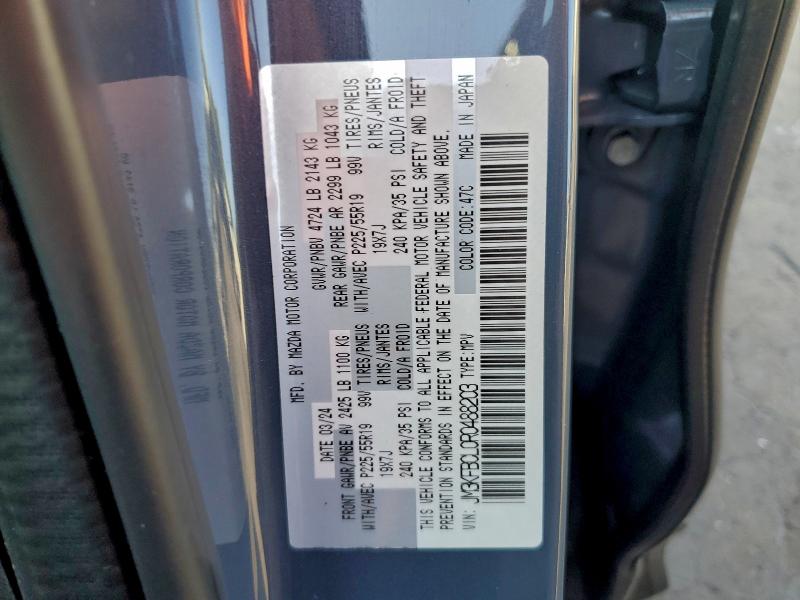 MFD.BY MAZDA MOTOR CORPORATION
DATE 03/24 GVWR/PNBV 4724 LB 2143 KG
FRONT GAWR/PNBE AV 2425 LB 1100 KG REAR GAWR/PNBE AR 2299 LB 1043 KG
WITH/AVEC P225/55R19 99V TIRES/PNEUS WITH/AVEC P225/55R19 99V TIRES/PNEUS
19X7J RIMS/JANTES 19X7J RIMS/JANTES
240 KPA/35 PSI COLD/A FROID 240 KPA/35 PSI COLD/A FROID
THIS VEHICLE CONFORMS TO ALL APPLICABLE FEDERAL MOTOR VEHICLE SAFETY AND THEFT
PREVENTION STANDARDS IN EFFECT ON THE DATE OF MANUFACTURE SHOWN ABOVE.
VIN: JM3KFBCL0R0488203 TYPE:MPV COLOR CODE:47C MADE IN JAPAN